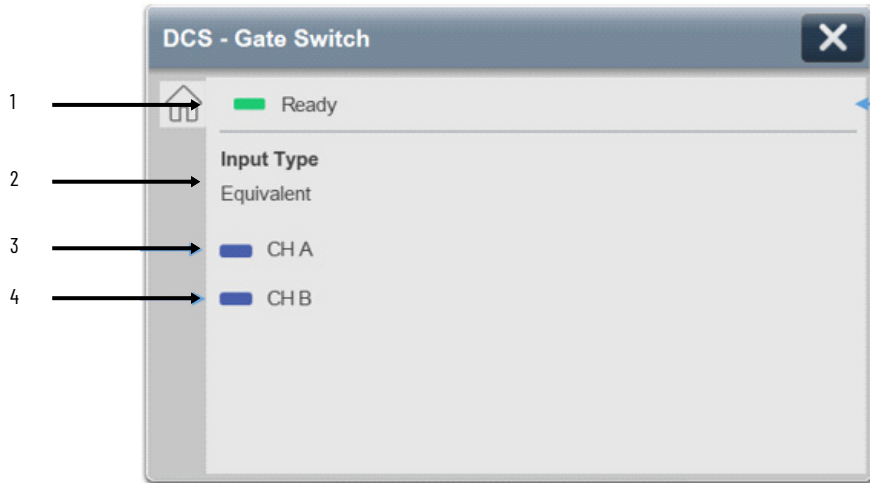 DCS - Gate Switch
1
Ready
Input Type
2
Equivalent
3
CH A
4
CH B